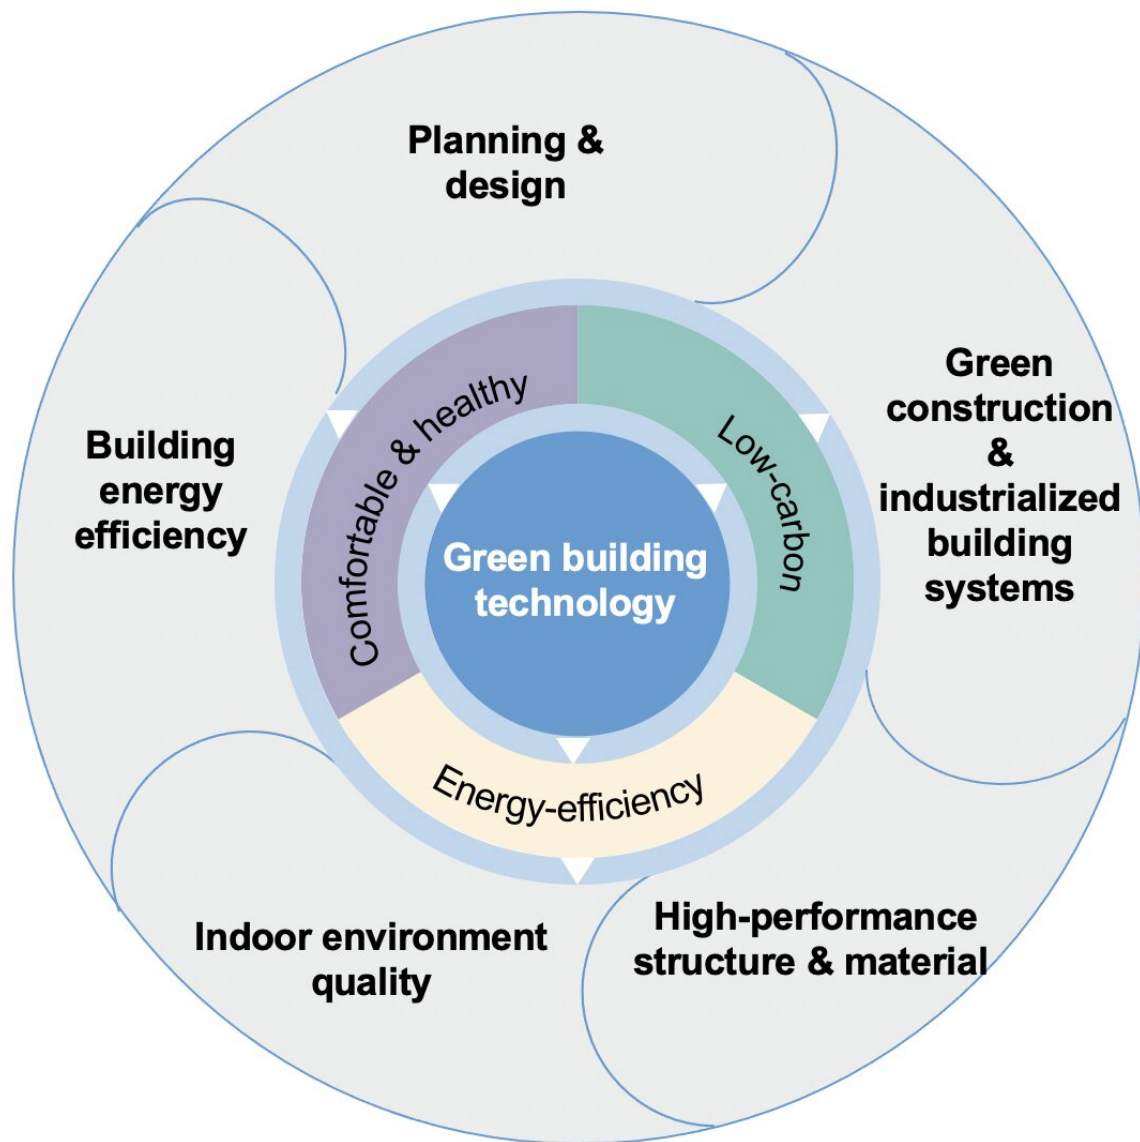 Planning &
design
Green
construction
&
industrialized
building
systems
High-performance
structure & material
Indoor environment
quality
Building
energy
efficiency
Comfortable & healthy
Low-carbon
Energy-efficiency
Green building
technology